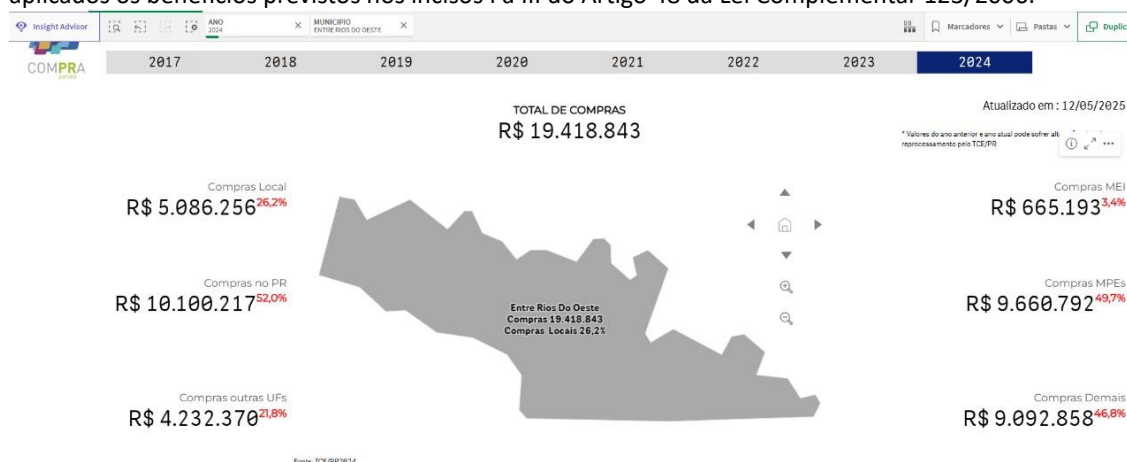 aplicados os benefícios previstos nos incisos I a III do Artigo 48 da Lei Complementar 123/2006.
Insight Advisor
ANO
2024
MUNICIPIO
ENTRE RIOS DO OESTE
Marcadores
Pastas
Duplic
COMPRA
paraná
2017 2018 2019 2020 2021 2022 2023 2024
TOTAL DE COMPRAS
R$ 19.418.843
Atualizado em : 12/05/2025
* Valores do ano anterior e ano atual pode sofrer
reprocessamento pelo TCE/PR
Compras Local
R$ 5.086.256 26,2%
Compras no PR
R$ 10.100.217 52,0%
Compras outras UFs
R$ 4.232.370 21,8%
Entre Rios Do Oeste
Compras 19.418.843
Compras Locais 26,2%
Compras MEI
R$ 665.193 3,4%
Compras MPEs
R$ 9.660.792 49,7%
Compras Demais
R$ 9.092.858 46,8%
Fonte: TCE/PR2024